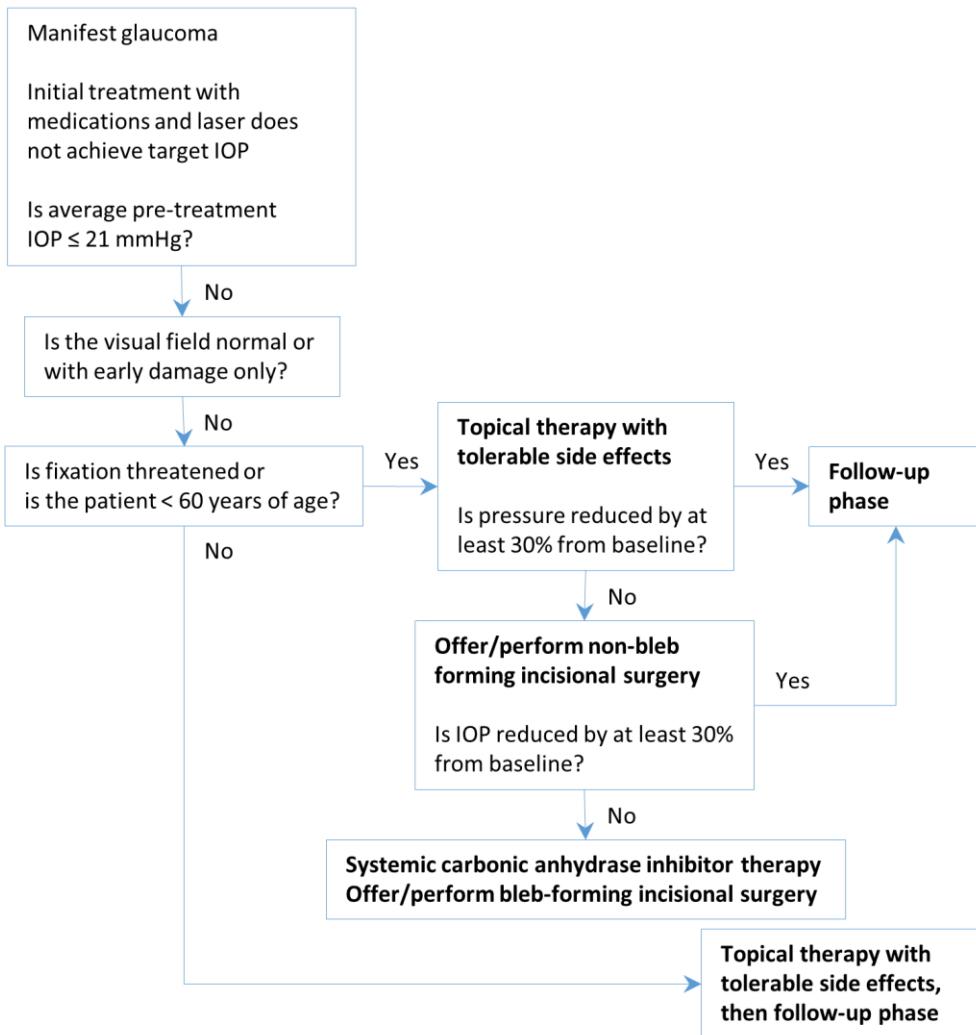 Manifest glaucoma
Initial treatment with
medications and laser does
not achieve target IOP
Is average pre-treatment
IOP ≤ 21 mmHg?
No
Is the visual field normal or
with early damage only?
No
Is fixation threatened or
is the patient < 60 years of age?
Yes
No
Topical therapy with
tolerable side effects
Is pressure reduced by at
least 30% from baseline?
Yes
Follow-up
phase
No
Offer/perform non-bleb
forming incisional surgery
Is IOP reduced by at least 30%
from baseline?
Yes
No
Systemic carbonic anhydrase inhibitor therapy
Offer/perform bleb-forming incisional surgery
Topical therapy with
tolerable side effects,
then follow-up phase